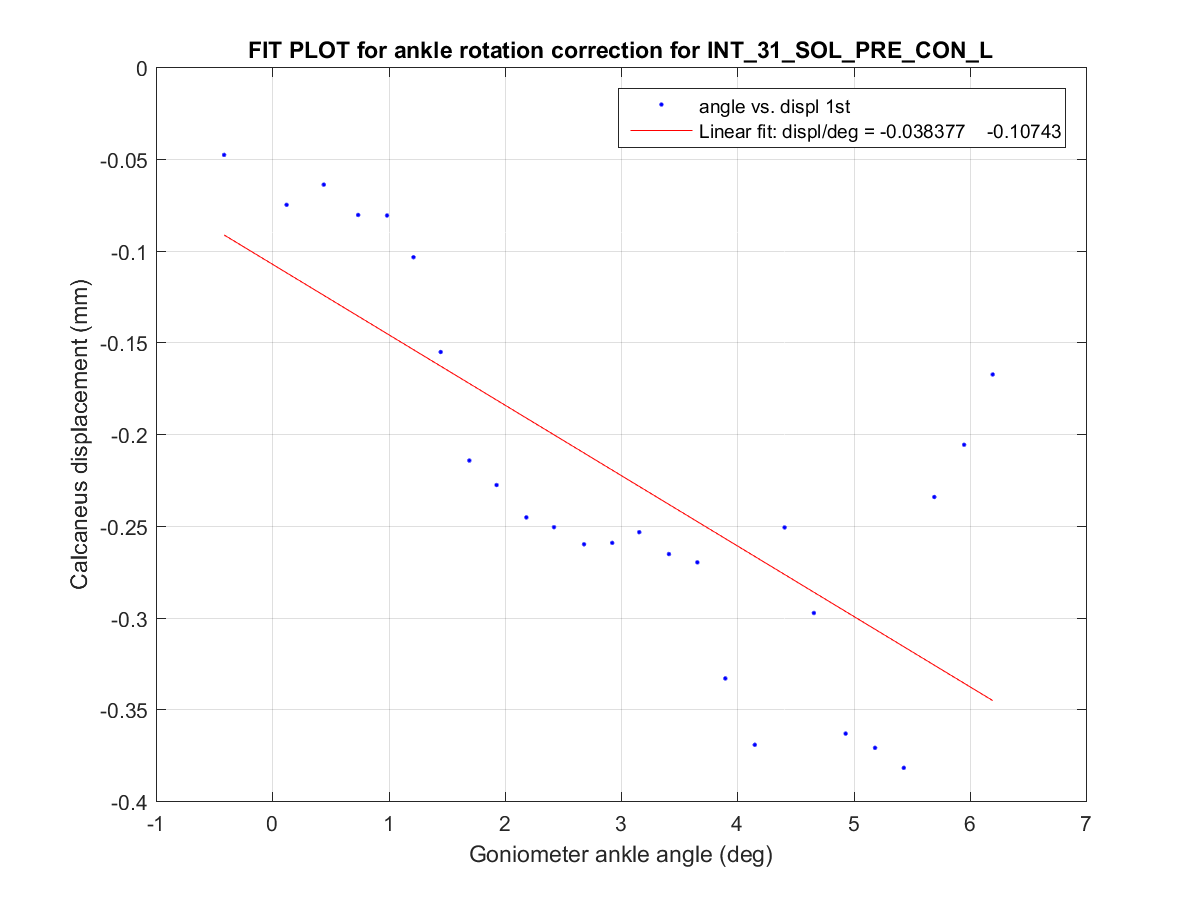 FIT PLOT for ankle rotation correction for INT_31_SOL_PRE_CON_L
angle vs. displ 1st
Linear fit: displ/deg = -0.038377 -0.10743
0
-0.05
-0.1
-0.15
-0.2
-0.25
-0.3
-0.35
-0.4
Calcaneus displacement (mm)
-1 0 1 2 3 4 5 6 7
Goniometer ankle angle (deg)